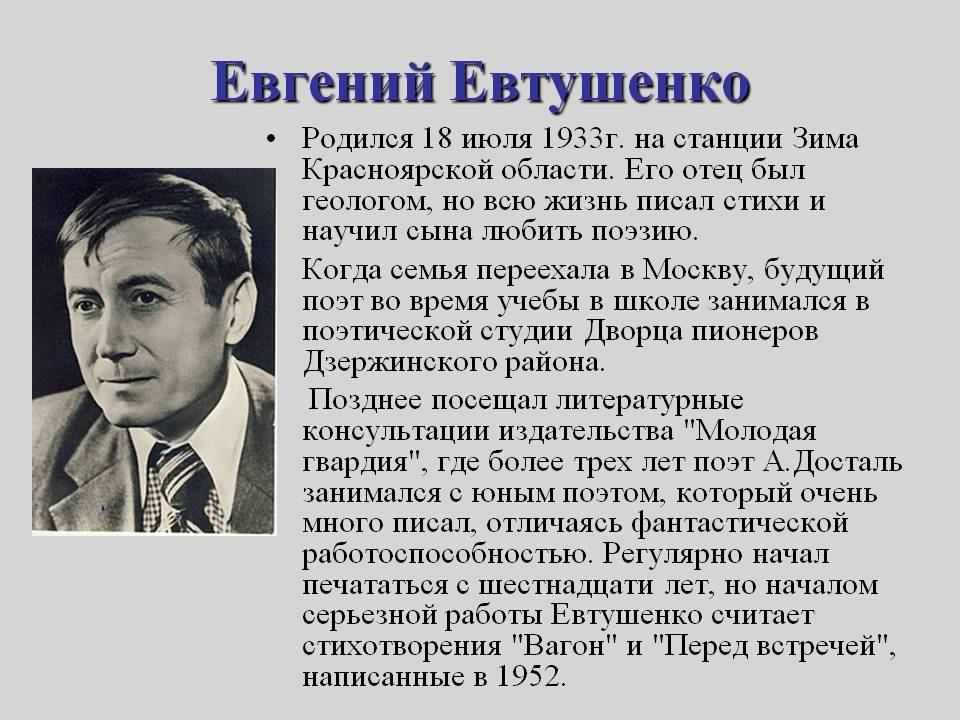 Евгений Евтушенко
• Родился 18 июля 1933г. на станции Зима
Красноярской области. Его отец был
геологом, но всю жизнь писал стихи и
научил сына любить поэзию.
Когда семья переехала в Москву, будущий
поэт во время учебы в школе занимался в
поэтической студии Дворца пионеров
Дзержинского района.
Позднее посещал литературные
консультации издательства "Молодая
гвардия", где более трех лет поэт А.Досталь
занимался с юным поэтом, который очень
много писал, отличаясь фантастической
работоспособностью. Регулярно начал
печататься с шестнадцати лет, но началом
серьезной работы Евтушенко считает
стихотворения "Вагон" и "Перед встречей",
написанные в 1952.